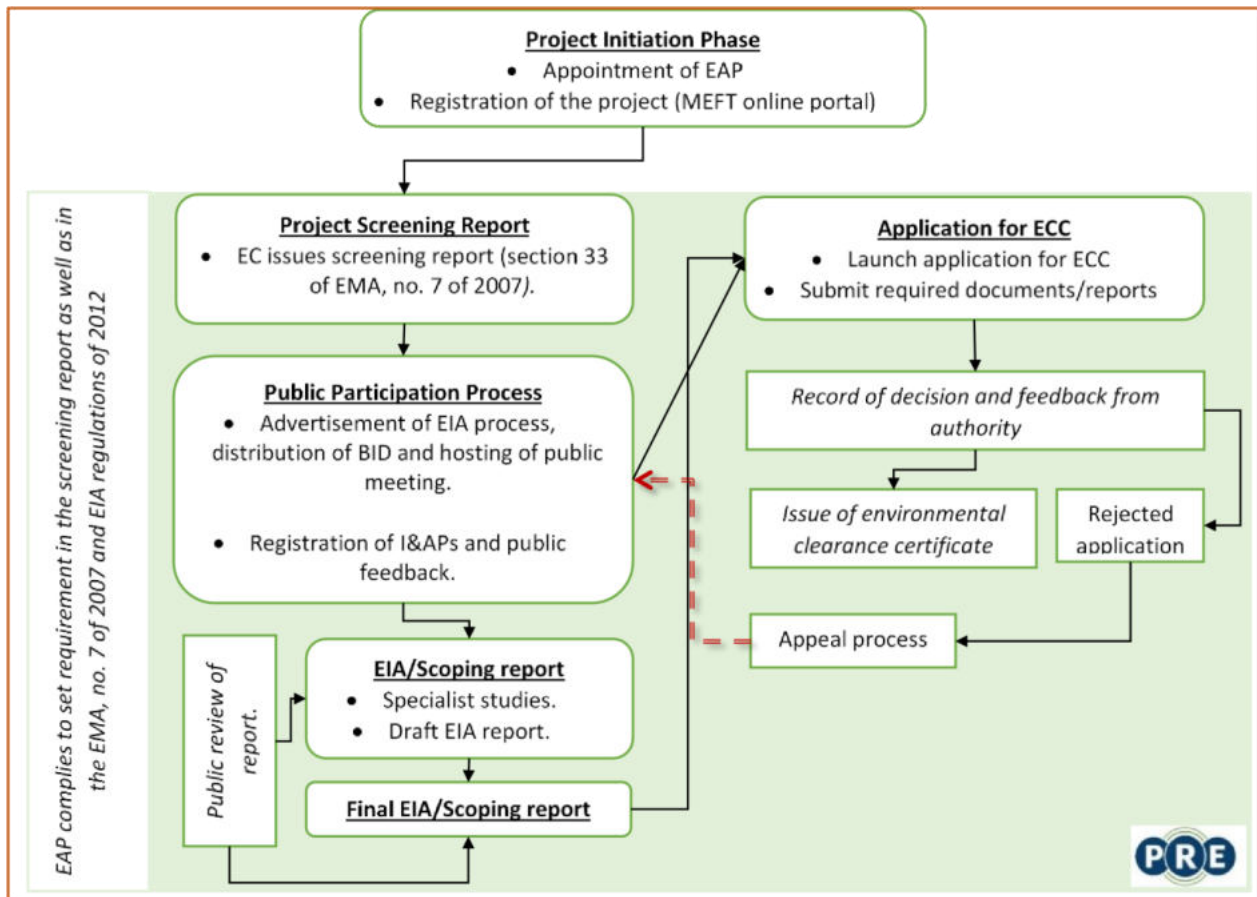 Project Initiation Phase
• Appointment of EAP
• Registration of the project (MEFT online portal)
EAP complies to set requirement in the screening report as well as in
the EMA, no. 7 of 2007 and EIA regulations of 2012
Project Screening Report
• EC issues screening report (section 33
of EMA, no. 7 of 2007).
Public Participation Process
• Advertisement of EIA process,
distribution of BID and hosting of public
meeting.
• Registration of I&APs and public
feedback.
Public review of
report.
EIA/Scoping report
• Specialist studies.
• Draft EIA report.
Final EIA/Scoping report
Application for ECC
• Launch application for ECC
• Submit required documents/reports
Record of decision and feedback from
authority
Issue of environmental
clearance certificate
Rejected
application
Appeal process
PRE